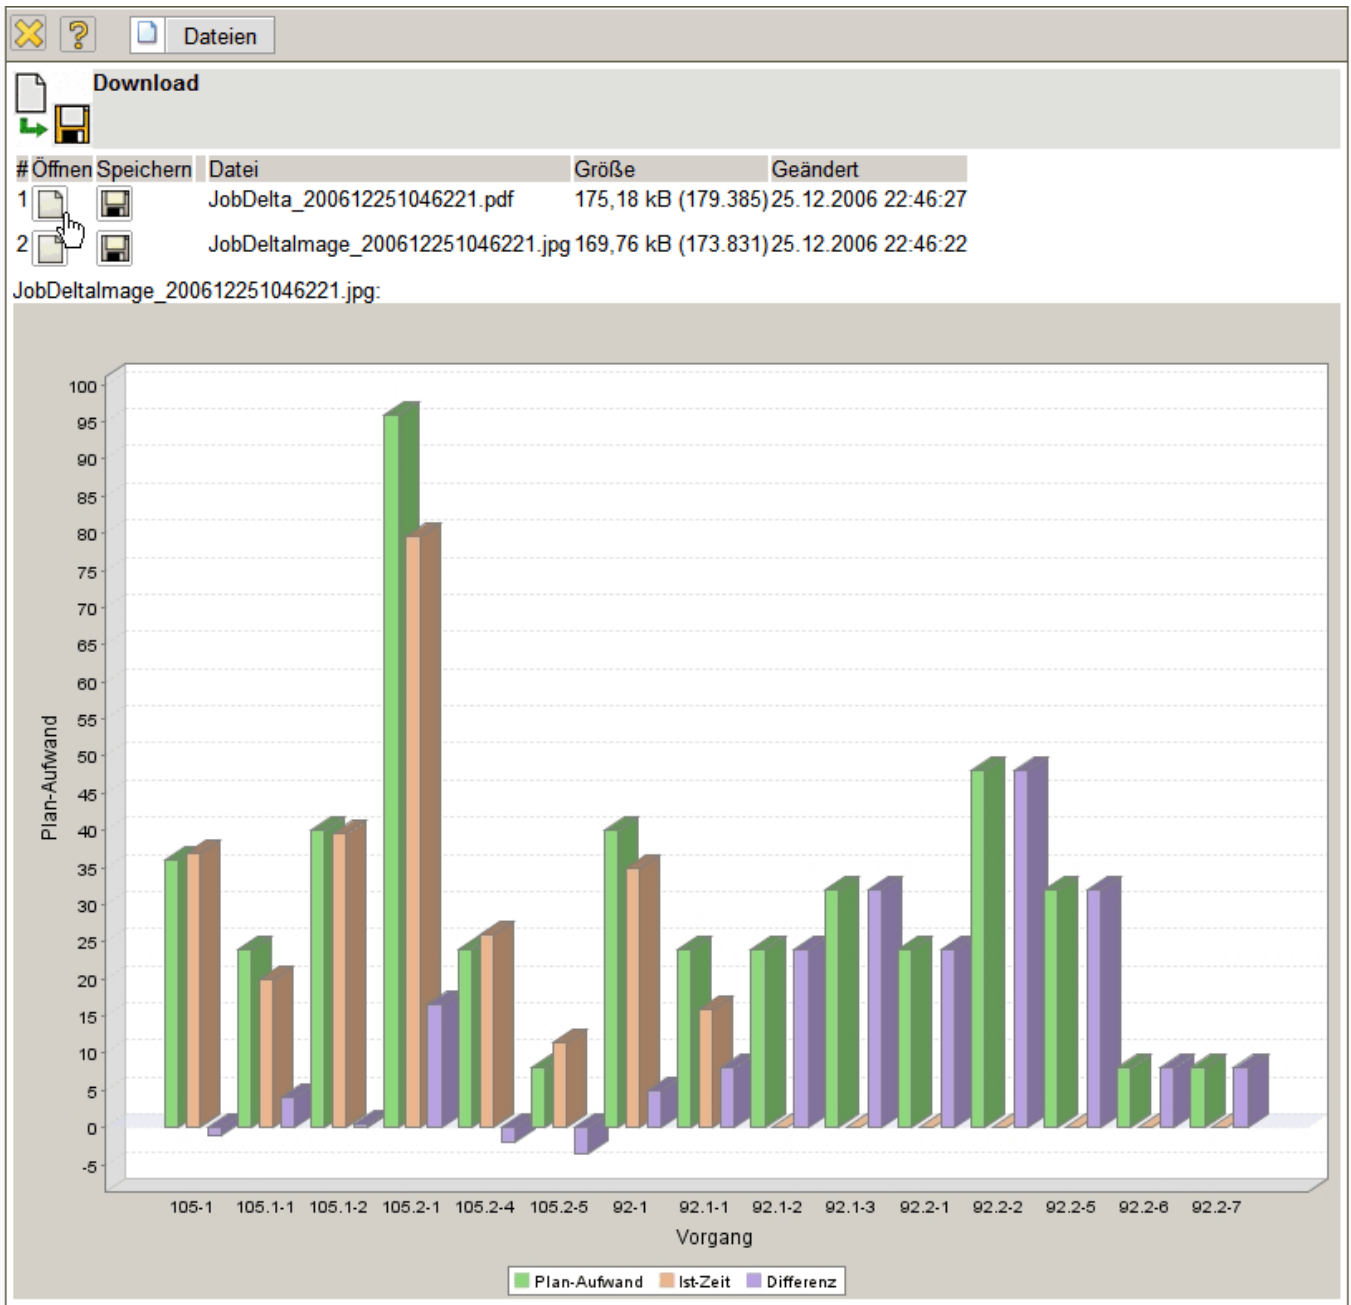 Dateien
Download
# Öffnen Speichern Datei Größe Geändert
1 JobDelta_200612251046221.pdf 175,18 kB (179.385) 25.12.2006 22:46:27
2 JobDeltaImage_200612251046221.jpg 169,76 kB (173.831) 25.12.2006 22:46:22
JobDeltaImage_200612251046221.jpg:
100
95
90
85
80
75
70
65
60
55
50
45
40
35
30
25
20
15
10
5
0
-5
Plan-Aufwand
105-1 105.1-1 105.1-2 105.2-1 105.2-4 105.2-5 92-1 92.1-1 92.1-2 92.1-3 92.2-1 92.2-2 92.2-5 92.2-6 92.2-7
Vorgang
Plan-Aufwand Ist-Zeit Differenz